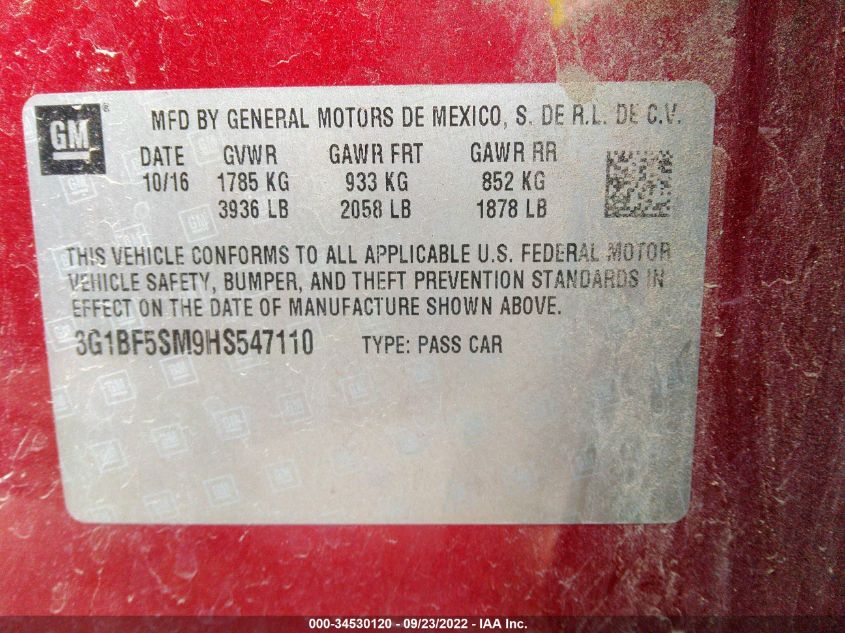 GM ® MFD BY GENERAL MOTORS DE MEXICO, S. DE R.L. DE C.V.
DATE GVWR GAWR FRT GAWR RR
10/16 1785 KG 933 KG 852 KG
3936 LB 2058 LB 1878 LB
THIS VEHICLE CONFORMS TO ALL APPLICABLE U.S. FEDERAL MOTOR
VEHICLE SAFETY, BUMPER, AND THEFT PREVENTION STANDARDS IN
EFFECT ON THE DATE OF MANUFACTURE SHOWN ABOVE.
3G1BF5SM9HS547110 TYPE: PASS CAR
000-34530120 - 09/23/2022 - IAA Inc.